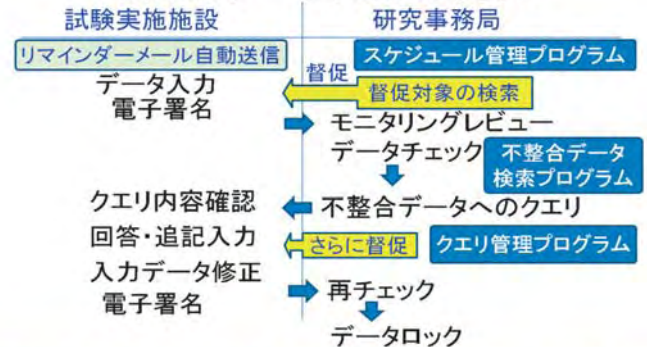 試験実施施設
研究事務局
リマインダーメール自動送信
督促
スケジュール管理プログラム
データ入力
督促対象の検索
電子署名
モニタリングレビュー
データチェック
不整合データ
検索プログラム
クエリ内容確認
不整合データへのクエリ
回答・追記入力
さらに督促
クエリ管理プログラム
入力データ修正
再チェック
電子署名
データロック